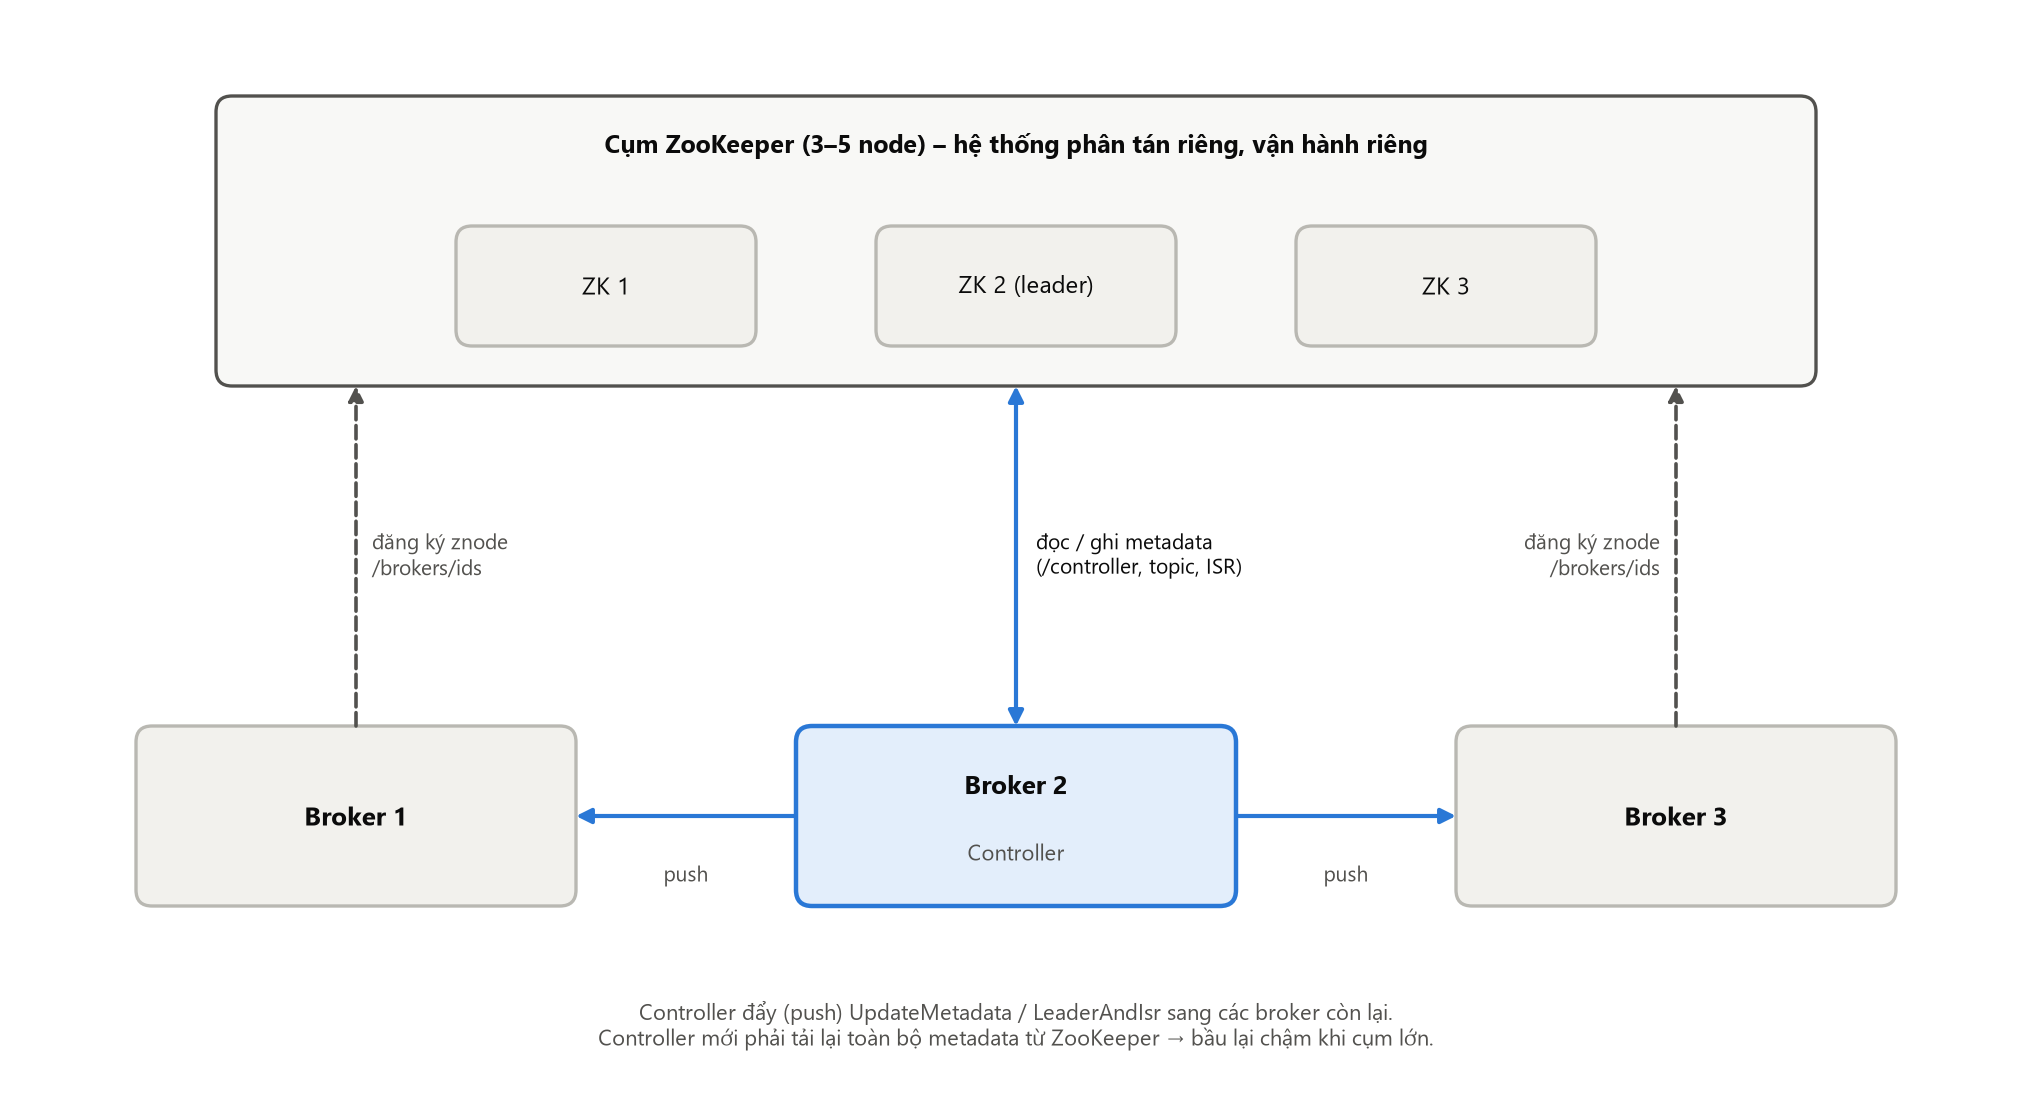 Cụm ZooKeeper (3–5 node) – hệ thống phân tán riêng, vận hành riêng
ZK 1
ZK 2 (leader)
ZK 3
đăng ký znode
/brokers/ids
đọc / ghi metadata
(/controller, topic, ISR)
đăng ký znode
/brokers/ids
Broker 1
Broker 2
Controller
Broker 3
push
push
Controller đẩy (push) UpdateMetadata / LeaderAndIsr sang các broker còn lại.
Controller mới phải tải lại toàn bộ metadata từ ZooKeeper → bầu lại chậm khi cụm lớn.